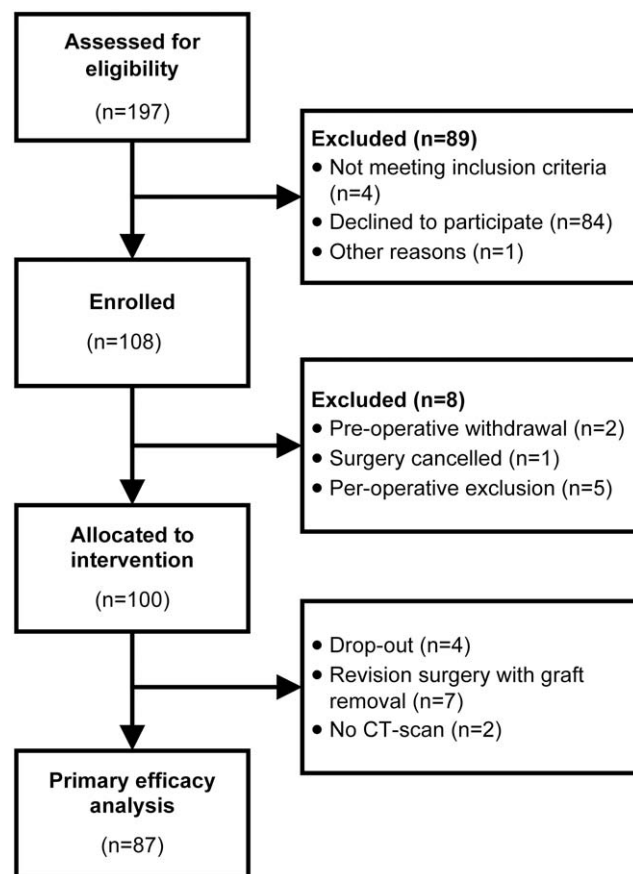 Assessed for
eligibility
(n=197)
Excluded (n=89)
● Not meeting inclusion criteria
(n=4)
● Declined to participate (n=84)
● Other reasons (n=1)
Enrolled
(n=108)
Excluded (n=8)
● Pre-operative withdrawal (n=2)
● Surgery cancelled (n=1)
● Per-operative exclusion (n=5)
Allocated to
intervention
(n=100)
● Drop-out (n=4)
● Revision surgery with graft
removal (n=7)
● No CT-scan (n=2)
Primary efficacy
analysis
(n=87)